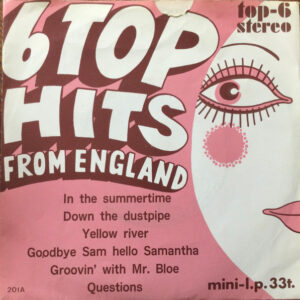 6 TOP
HITS
FROM ENGLAND
top-6
stereo
In the summertime
Down the dustpipe
Yellow river
Goodbye Sam hello Samantha
Groovin' with Mr. Bloe
Questions
201A
mini-l.p. 33t.